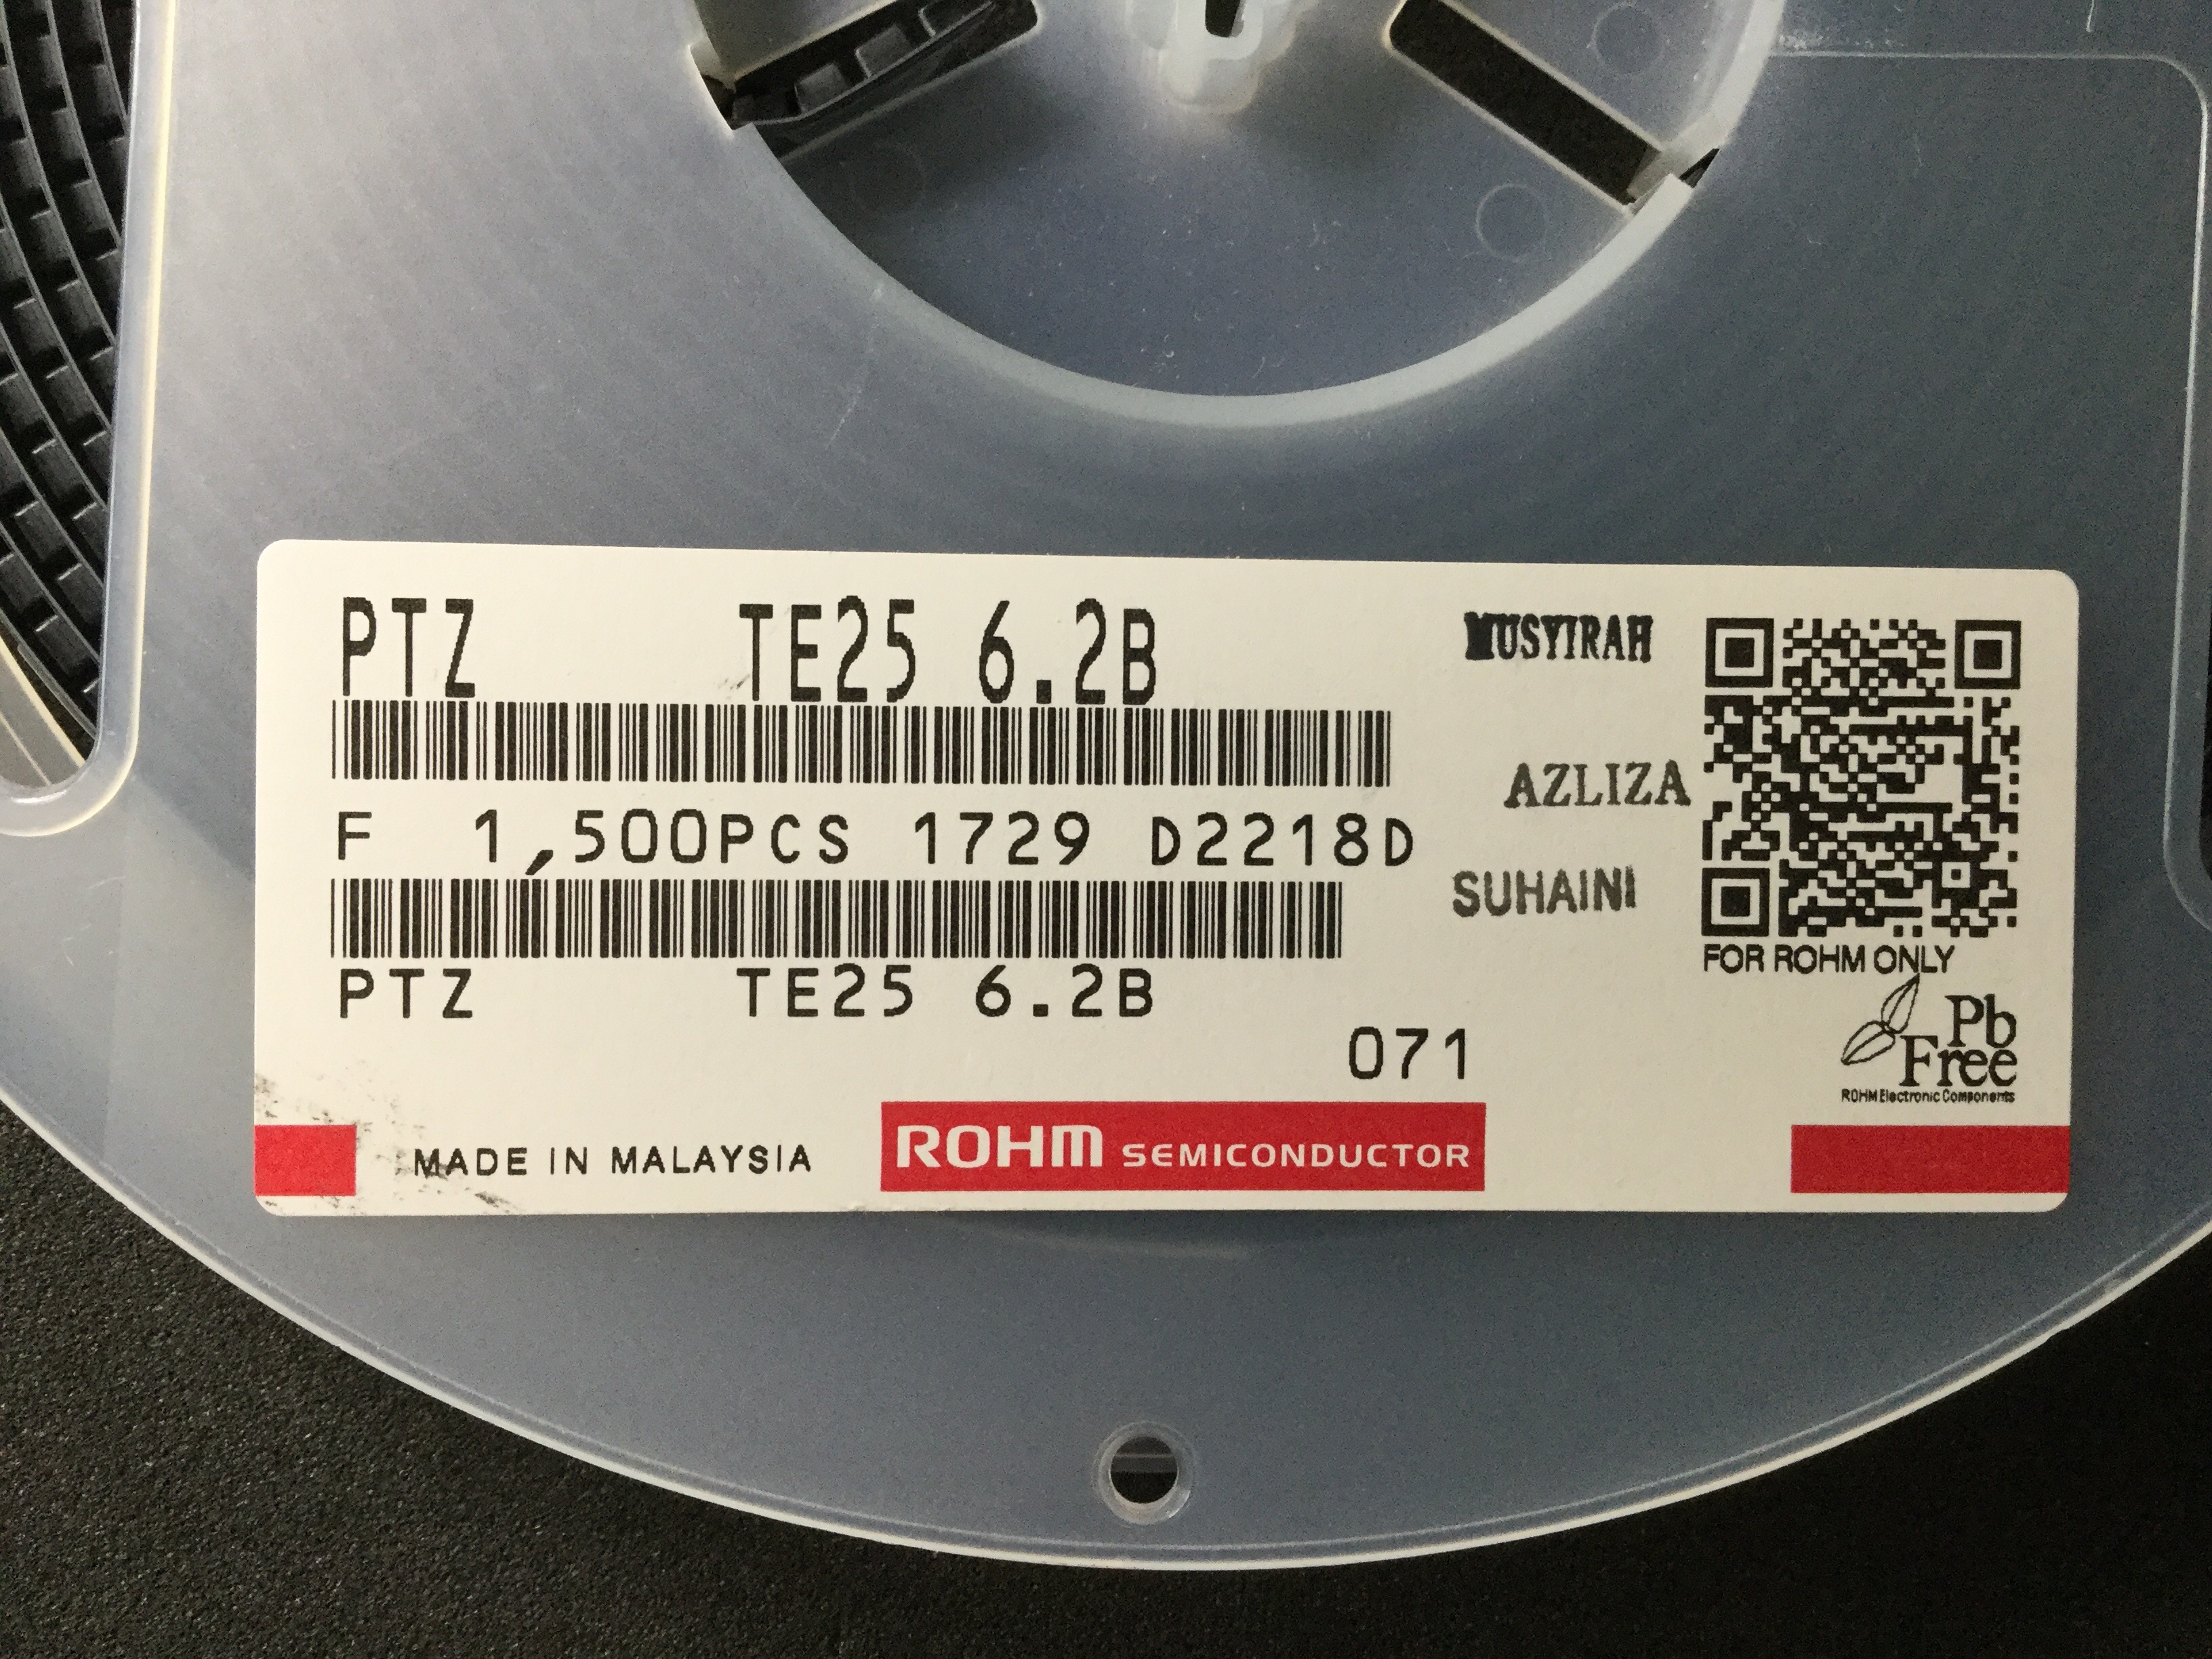 PTZ TE25 6.2B
MUSYIRAH
AZLIZA
F 1,500PCS 1729 D2218D
SUHAINI
FOR ROHM ONLY
PTZ TE25 6.2B
071
Pb
Free
ROHM Electronic Components
MADE IN MALAYSIA
ROHM SEMICONDUCTOR